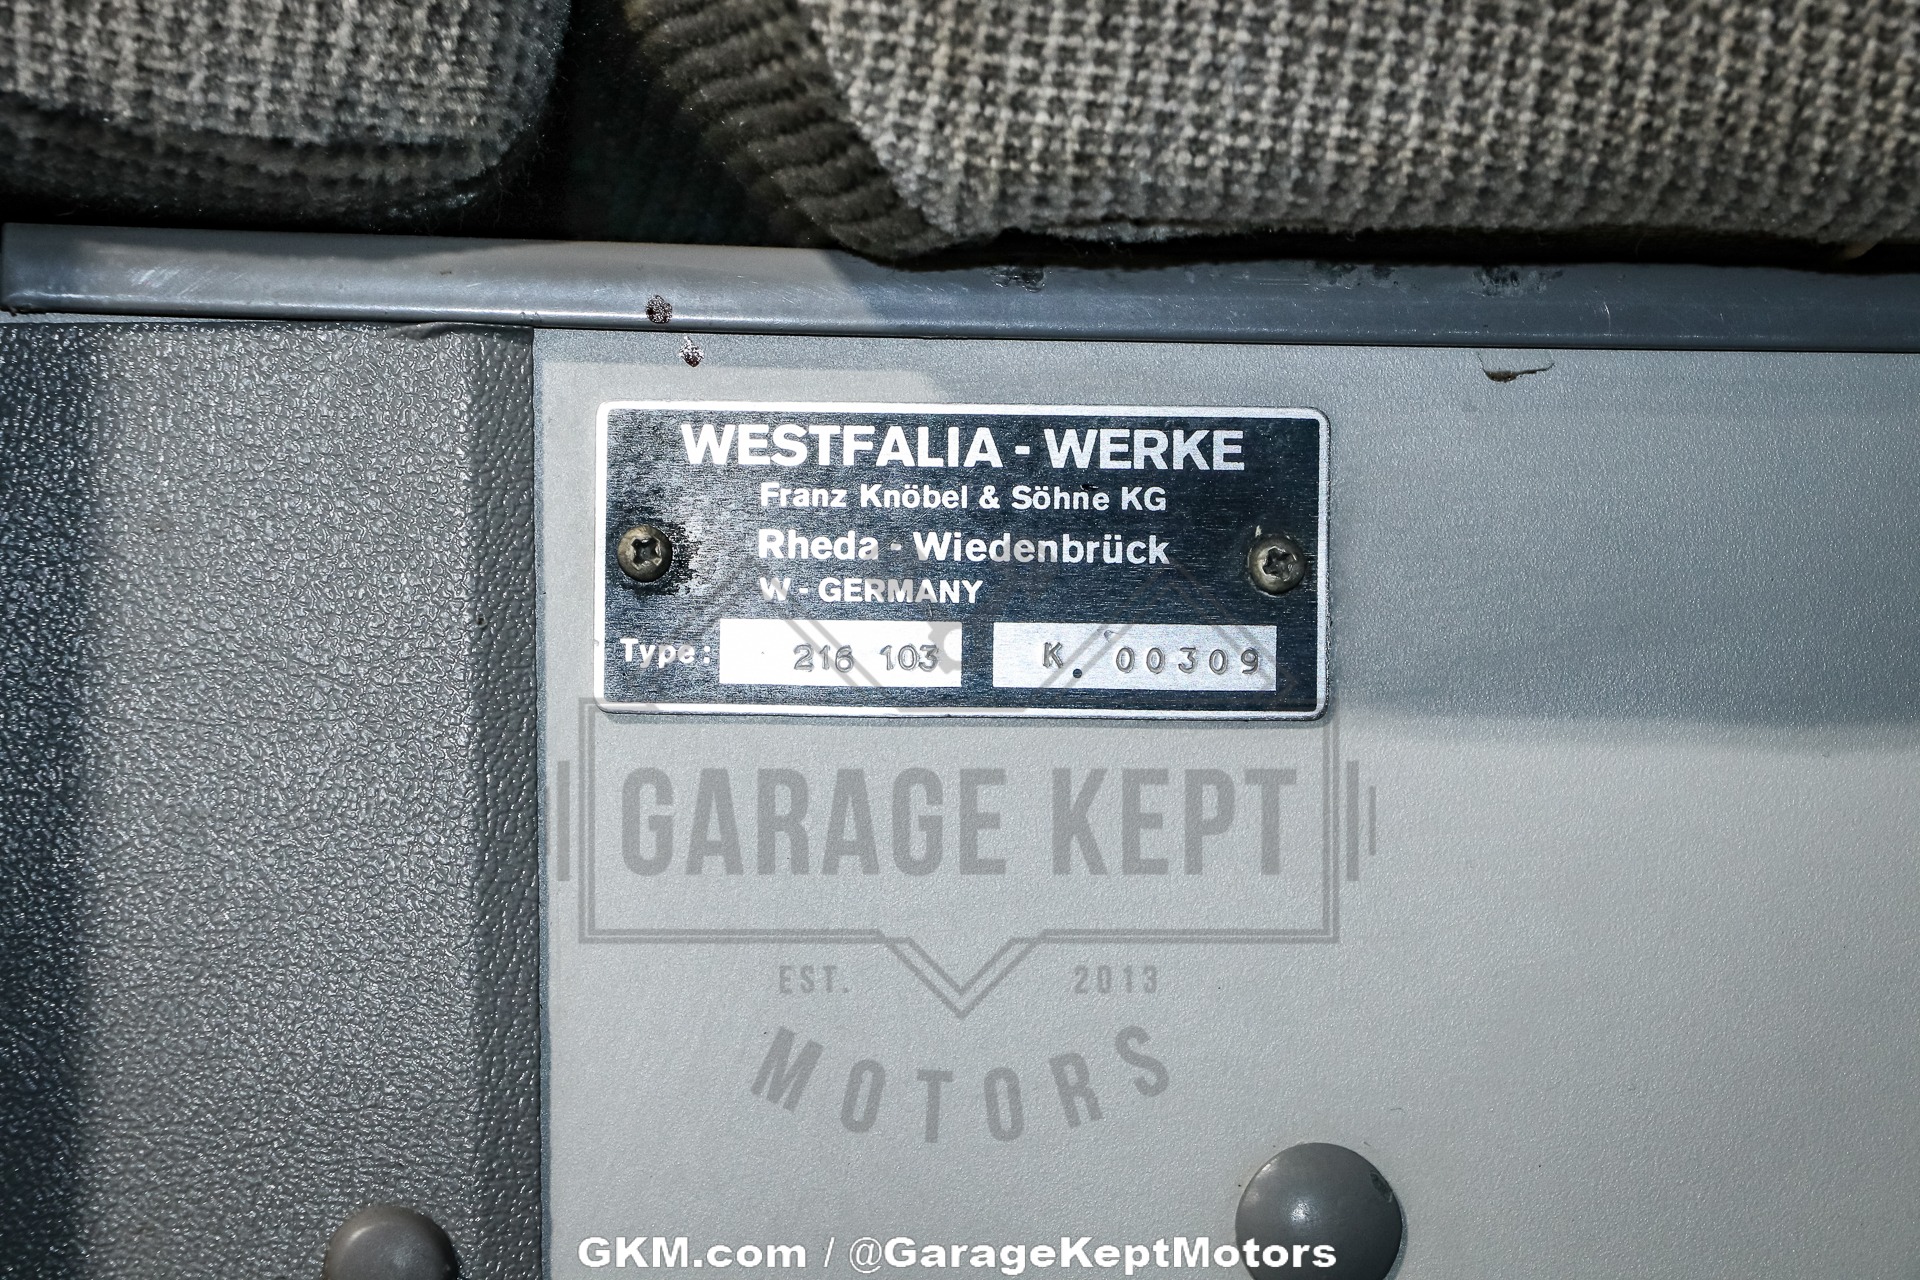 WESTFALIA - WERKE
Franz Knöbel & Söhne KG
Rheda - Wiedenbrück
W - GERMANY
Type: 216 103 K. 00309
GARAGE KEPT
EST. 2013
MOTORS
GKM.com / @GarageKeptMotors